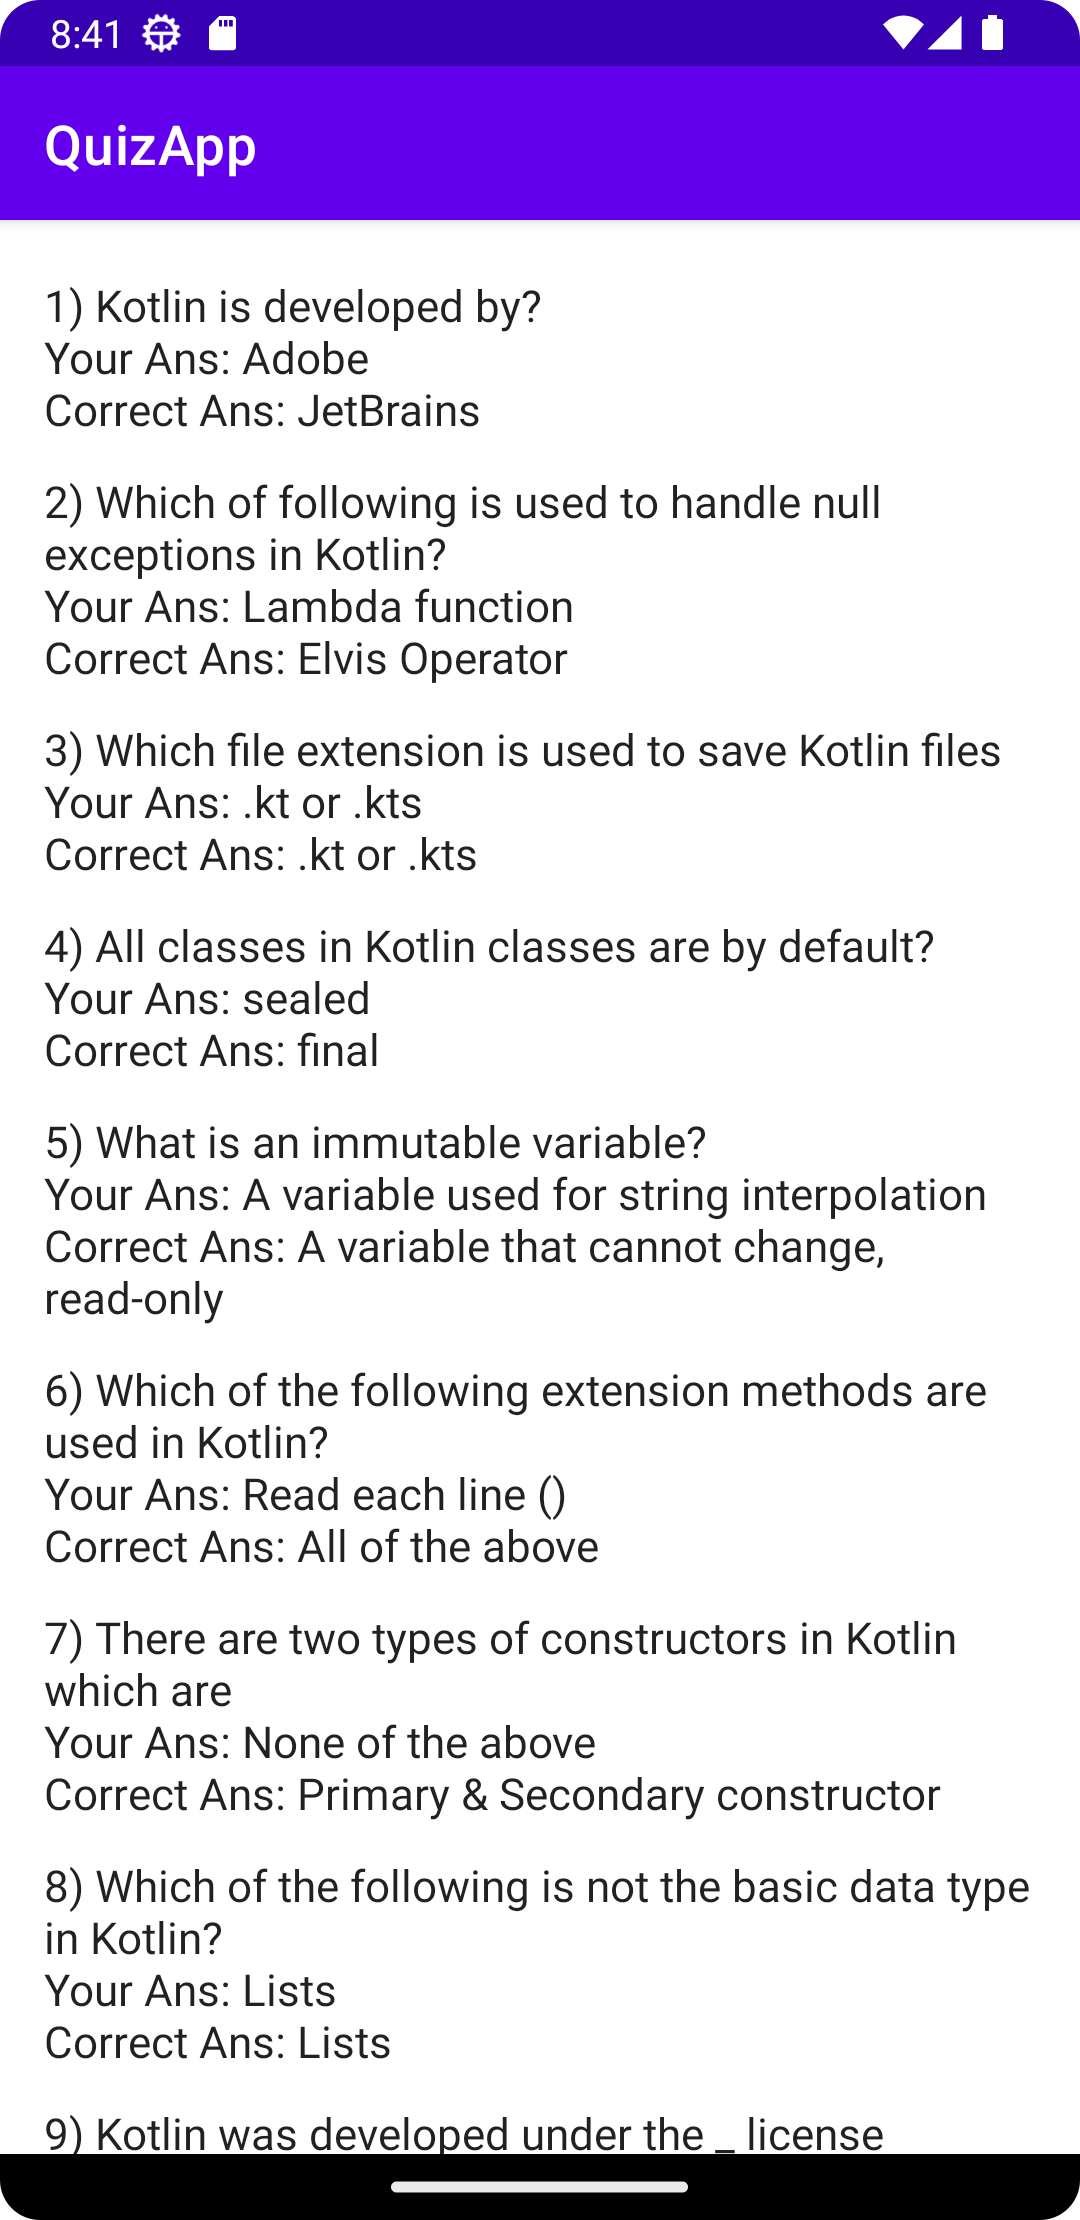 8:41
QuizApp
1) Kotlin is developed by?
Your Ans: Adobe
Correct Ans: JetBrains
2) Which of following is used to handle null
exceptions in Kotlin?
Your Ans: Lambda function
Correct Ans: Elvis Operator
3) Which file extension is used to save Kotlin files
Your Ans: .kt or .kts
Correct Ans: .kt or .kts
4) All classes in Kotlin classes are by default?
Your Ans: sealed
Correct Ans: final
5) What is an immutable variable?
Your Ans: A variable used for string interpolation
Correct Ans: A variable that cannot change,
read-only
6) Which of the following extension methods are
used in Kotlin?
Your Ans: Read each line ()
Correct Ans: All of the above
7) There are two types of constructors in Kotlin
which are
Your Ans: None of the above
Correct Ans: Primary & Secondary constructor
8) Which of the following is not the basic data type
in Kotlin?
Your Ans: Lists
Correct Ans: Lists
9) Kotlin was developed under the _ license